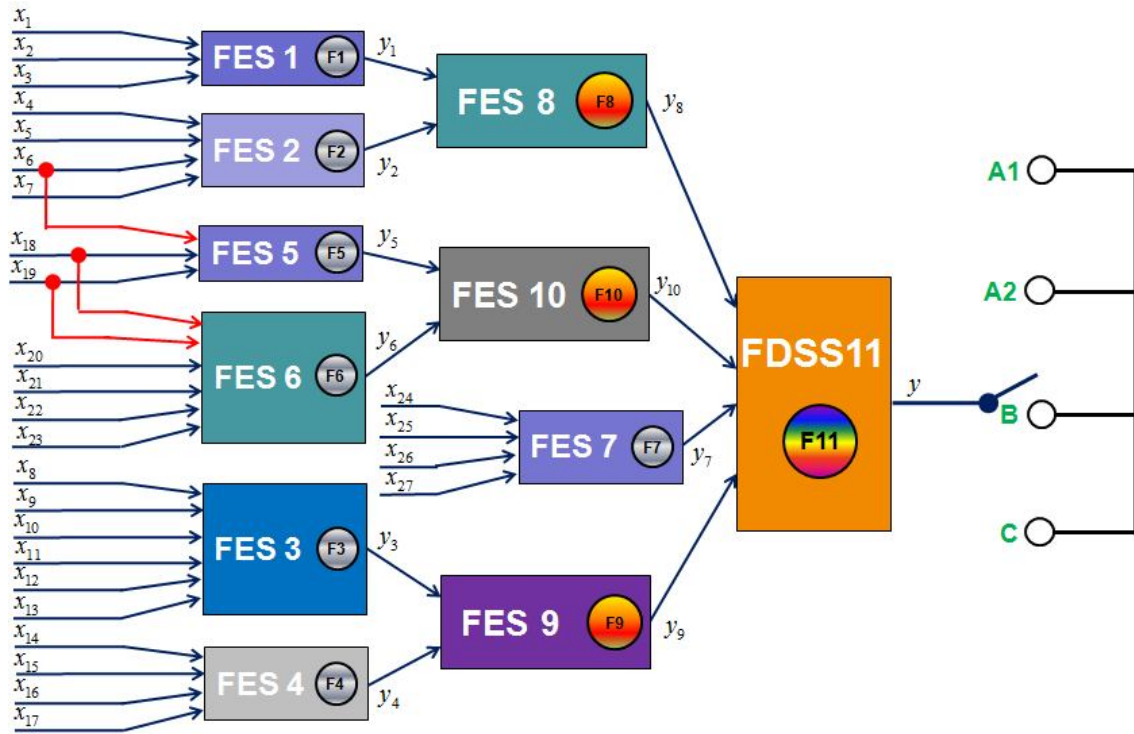 x₁
x₂
x₃
FES 1 F1
y₁
x₄
x₅
x₆
x₇
FES 2 F2
y₂
FES 8 F8
y₈
x₁₈
x₁₉
FES 5 F5
y₅
x₂₀
x₂₁
x₂₂
x₂₃
FES 6 F6
y₆
FES 10 F10
y₁₀
x₂₄
x₂₅
x₂₆
x₂₇
FES 7 F7
y₇
x₈
x₉
x₁₀
x₁₁
x₁₂
x₁₃
FES 3 F3
y₃
x₁₄
x₁₅
x₁₆
x₁₇
FES 4 F4
y₄
FES 9 F9
y₉
FDSS11
F11
y
A1
A2
B
C